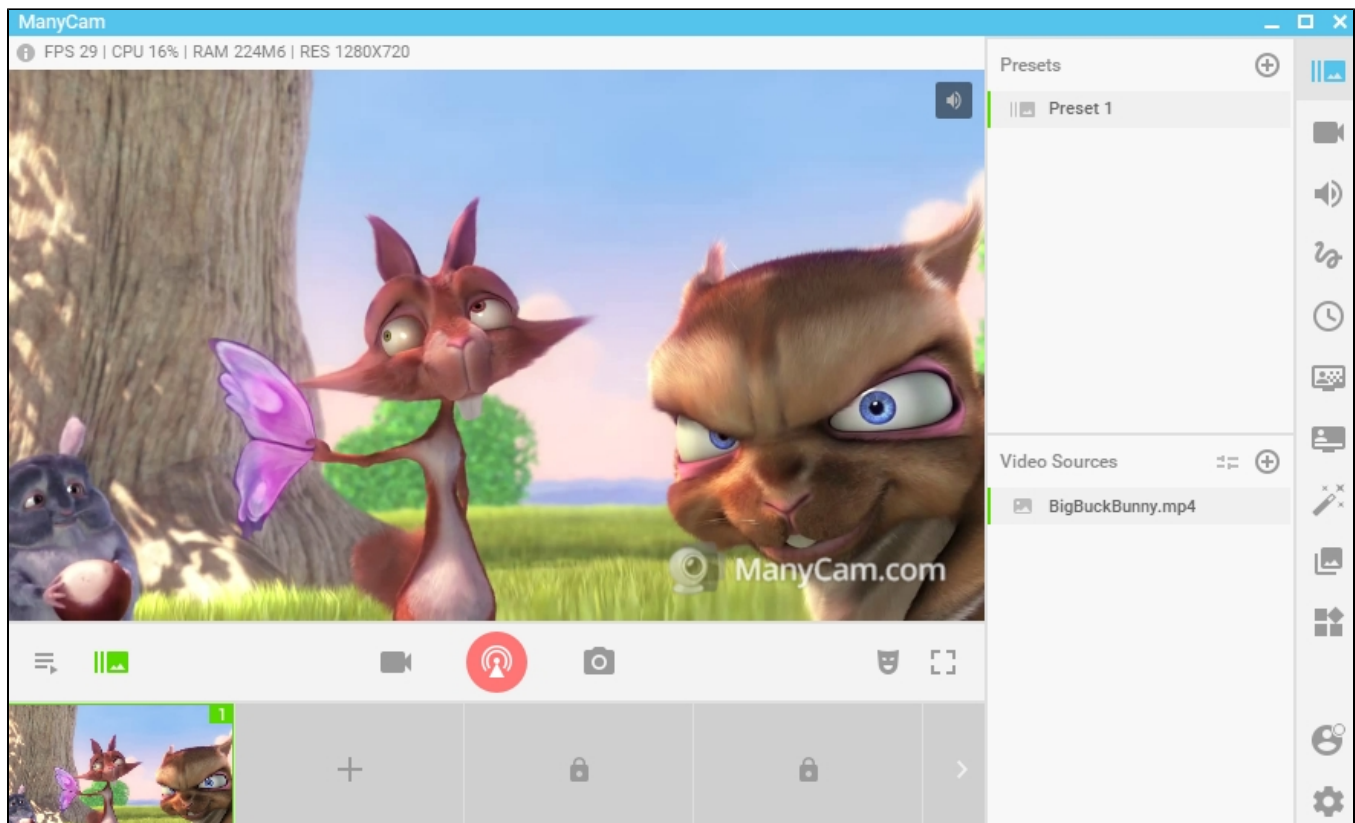 ManyCam
FPS 29 | CPU 16% | RAM 224M6 | RES 1280X720
Presets
Preset 1
ManyCam.com
Video Sources
BigBuckBunny.mp4
1